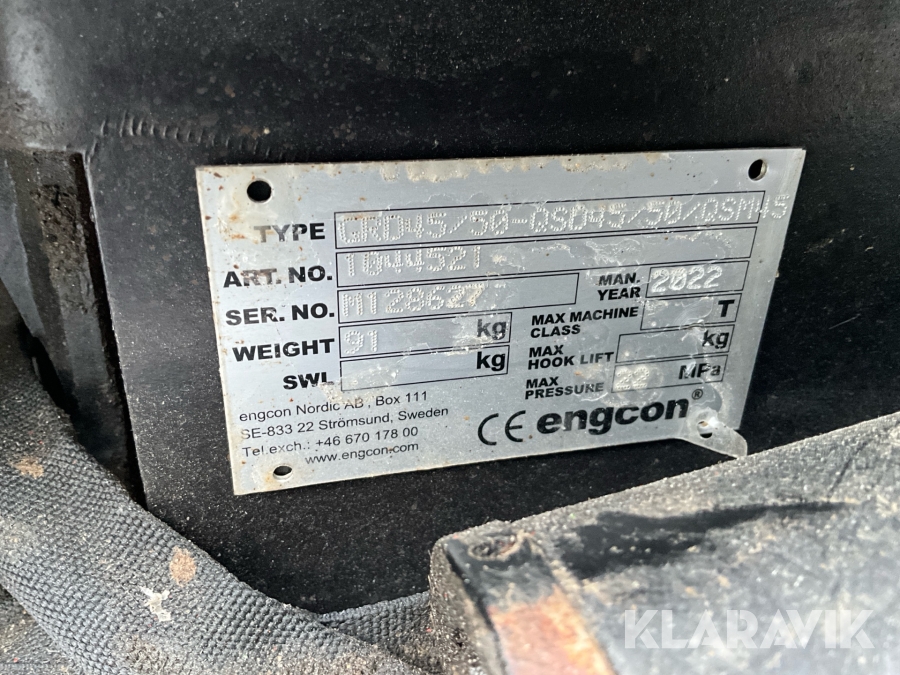 TYPE QRD45/50-QSD45/50/QSM45
ART. NO. 1044521
SER. NO. M128627 MAN. YEAR 2022
WEIGHT 91 kg MAX MACHINE CLASS T
SWL kg MAX HOOK LIFT kg
MAX PRESSURE MPa
engcon Nordic AB, Box 111
SE-833 22 Strömsund, Sweden
Tel.exch.: +46 670 178 00
www.engcon.com
CE engcon®
KLARAVIK